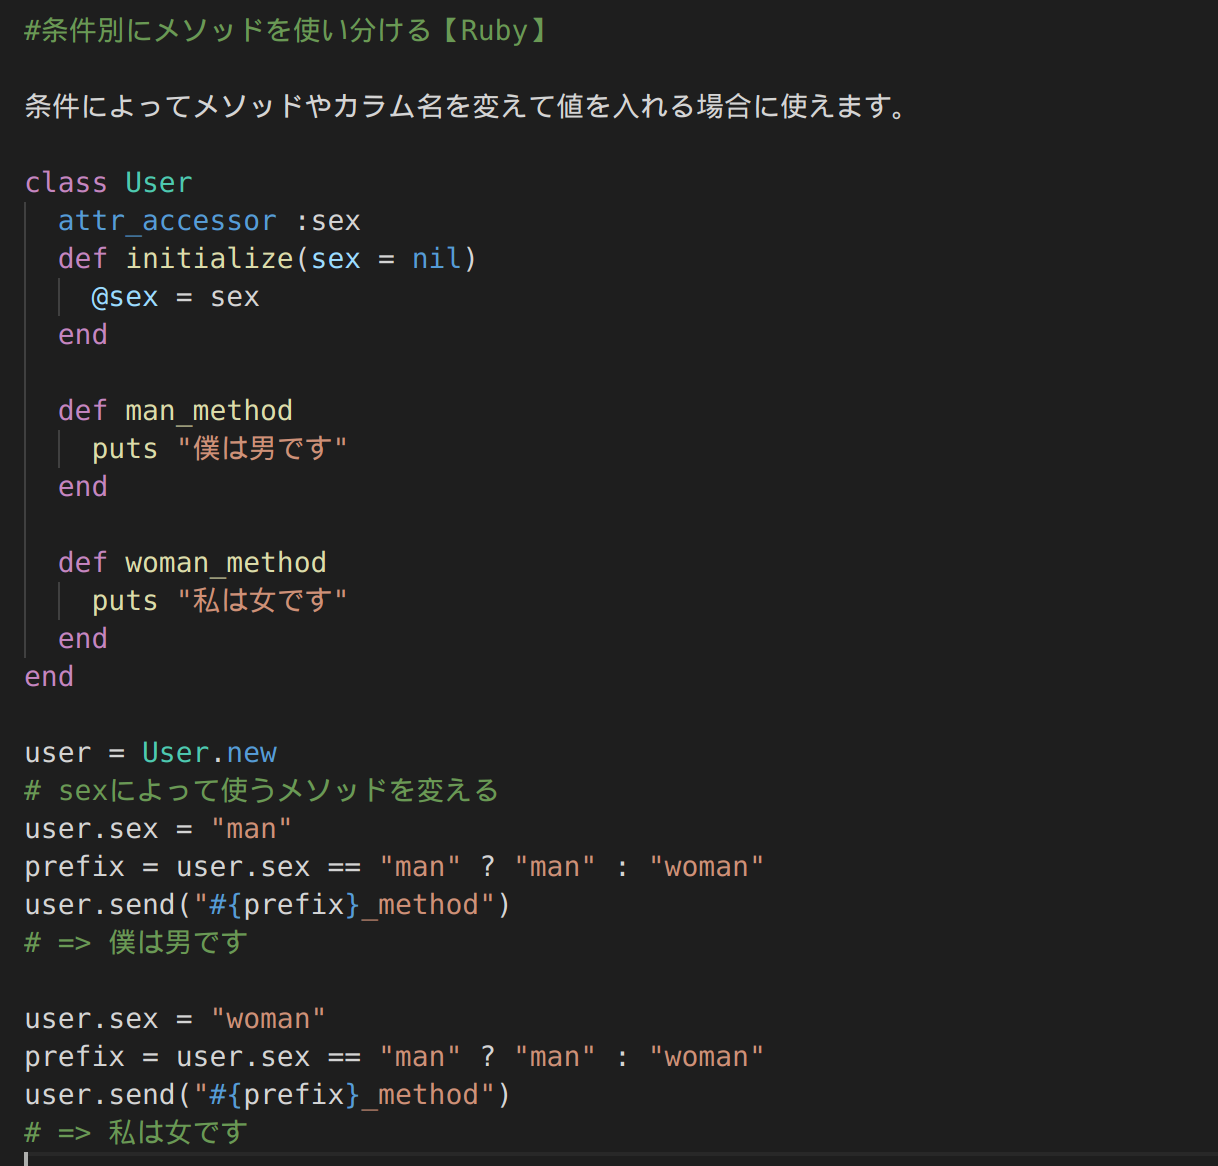 #条件別にメソッドを使い分ける【Ruby】
条件によってメソッドやカラム名を変えて値を入れる場合に使えます。
class User
  attr_accessor :sex
  def initialize(sex = nil)
    @sex = sex
  end
  def man_method
    puts "僕は男です"
  end
  def woman_method
    puts "私は女です"
  end
end
user = User.new
# sexによって使うメソッドを変える
user.sex = "man"
prefix = user.sex == "man" ? "man" : "woman"
user.send("#{prefix}_method")
# => 僕は男です
user.sex = "woman"
prefix = user.sex == "man" ? "man" : "woman"
user.send("#{prefix}_method")
# => 私は女です